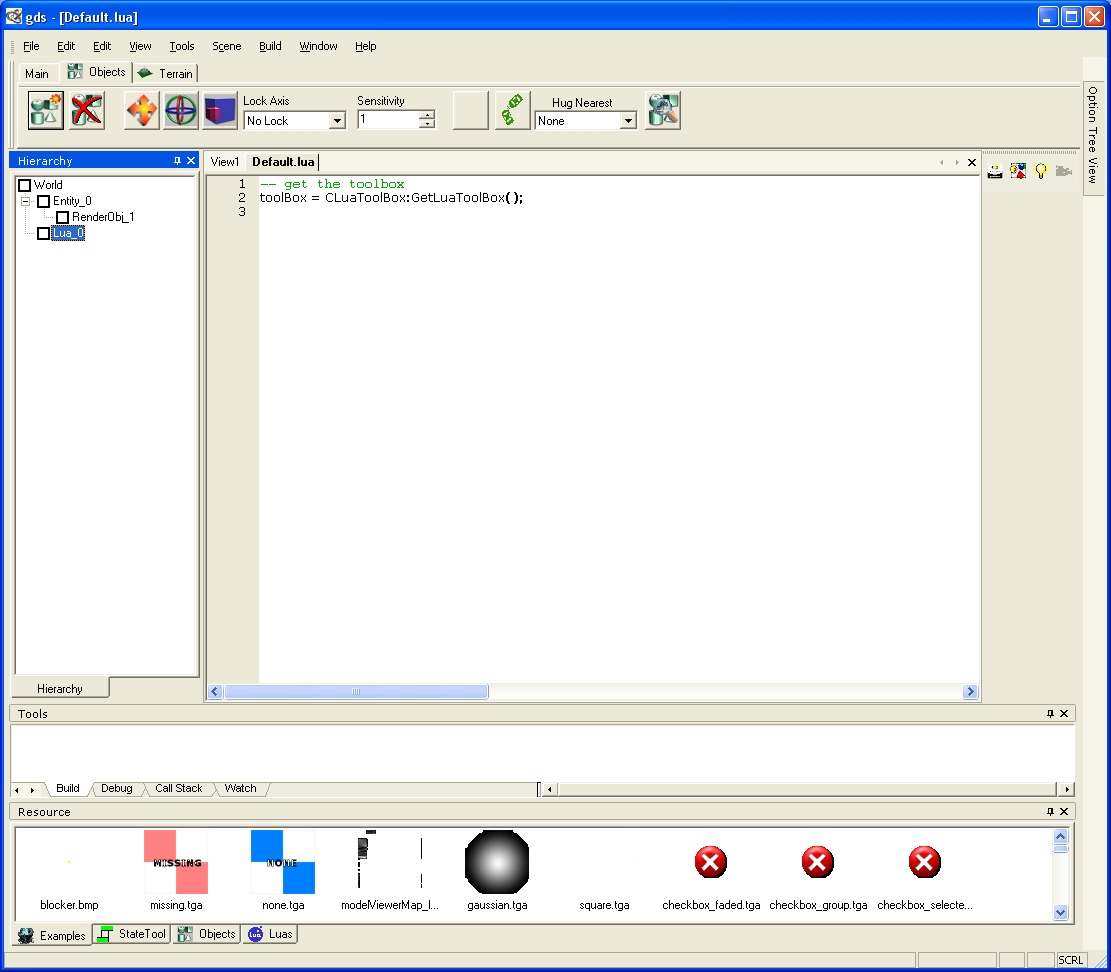 gds - [Default.lua]
File Edit Edit View Tools Scene Build Window Help
Main Objects Terrain
Lock Axis Sensitivity Hug Nearest
No Lock 1 None
Option Tree View
Hierarchy
View1 Default.lua
World
Entity_0
RenderObj_1
Lua_0
1 -- get the toolbox
2 toolBox = CLuaToolBox:GetLuaToolBox();
3
Hierarchy
Tools
Build Debug Call Stack Watch
Resource
MISSING NONE
blocker.bmp missing.tga none.tga modelViewerMap_l... gaussian.tga square.tga checkbox_faded.tga checkbox_group.tga checkbox_selecte...
Examples StateTool Objects Lua Luas
SCRL